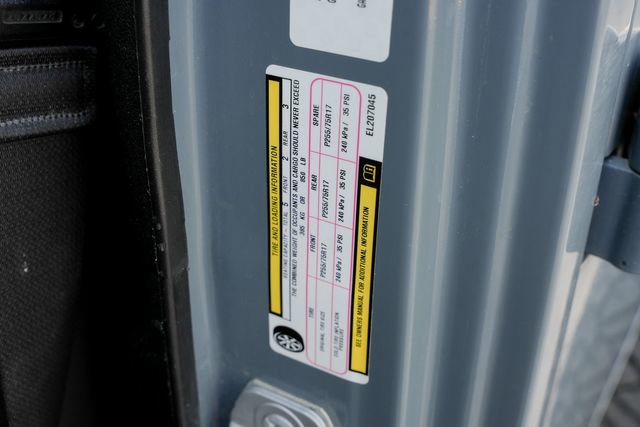 TIRE AND LOADING INFORMATION
SEATING CAPACITY - TOTAL 5 FRONT 2 REAR 3
THE COMBINED WEIGHT OF OCCUPANTS AND CARGO SHOULD NEVER EXCEED
385 KG OR 850 LB
TIRE FRONT REAR SPARE
ORIGINAL TIRE SIZE P255/75R17 P255/75R17 P255/75R17
COLD TIRE INFLATION PRESSURE 240 kPa / 35 PSI 240 kPa / 35 PSI 240 kPa / 35 PSI
SEE OWNERS MANUAL FOR ADDITIONAL INFORMATION
EL207045